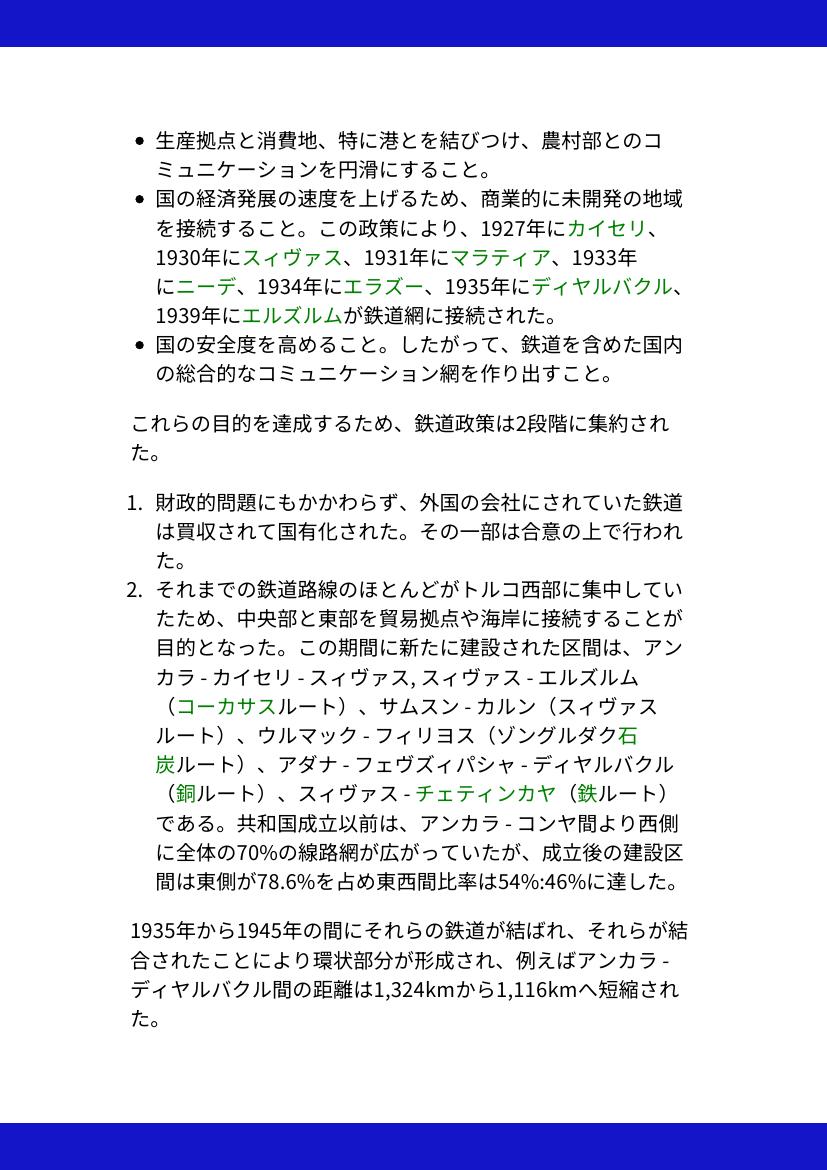 • 生産拠点と消費地、特に港とを結びつけ、農村部とのコ
ミュニケーションを円滑にすること。
• 国の経済発展の速度を上げるため、商業的に未開発の地域
を接続すること。この政策により、1927年にカイセリ、
1930年にスィヴァス、1931年にマラティア、1933年
にニーデ、1934年にエラズー、1935年にディヤルバクル、
1939年にエルズルムが鉄道網に接続された。
• 国の安全度を高めること。したがって、鉄道を含めた国内
の総合的なコミュニケーション網を作り出すこと。
これらの目的を達成するため、鉄道政策は2段階に集約され
た。
1. 財政的問題にもかかわらず、外国の会社にされていた鉄道
は買収されて国有化された。その一部は合意の上で行われ
た。
2. それまでの鉄道路線のほとんどがトルコ西部に集中してい
たため、中央部と東部を貿易拠点や海岸に接続することが
目的となった。この期間に新たに建設された区間は、アン
カラ - カイセリ - スィヴァス, スィヴァス - エルズルム
（コーカサスルート）、サムスン - カルン（スィヴァス
ルート）、ウルマック - フィリヨス（ゾングルダク石
炭ルート）、アダナ - フェヴズィパシャ - ディヤルバクル
（銅ルート）、スィヴァス - チェティンカヤ（鉄ルート）
である。共和国成立以前は、アンカラ - コンヤ間より西側
に全体の70%の線路網が広がっていたが、成立後の建設区
間は東側が78.6%を占め東西間比率は54%:46%に達した。
1935年から1945年の間にそれらの鉄道が結ばれ、それらが結
合されたことにより環状部分が形成され、例えばアンカラ -
ディヤルバクル間の距離は1,324kmから1,116kmへ短縮され
た。